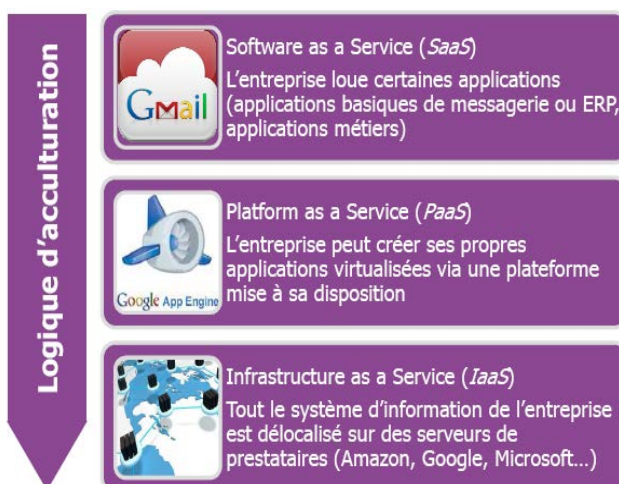 Logique d'acculturation
Gmail
Software as a Service (SaaS)
L'entreprise loue certaines applications
(applications basiques de messagerie ou ERP,
applications métiers)
Google App Engine
Platform as a Service (PaaS)
L'entreprise peut créer ses propres
applications virtualisées via une plateforme
mise à sa disposition
Infrastructure as a Service (IaaS)
Tout le système d'information de l'entreprise
est délocalisé sur des serveurs de
prestataires (Amazon, Google, Microsoft...)